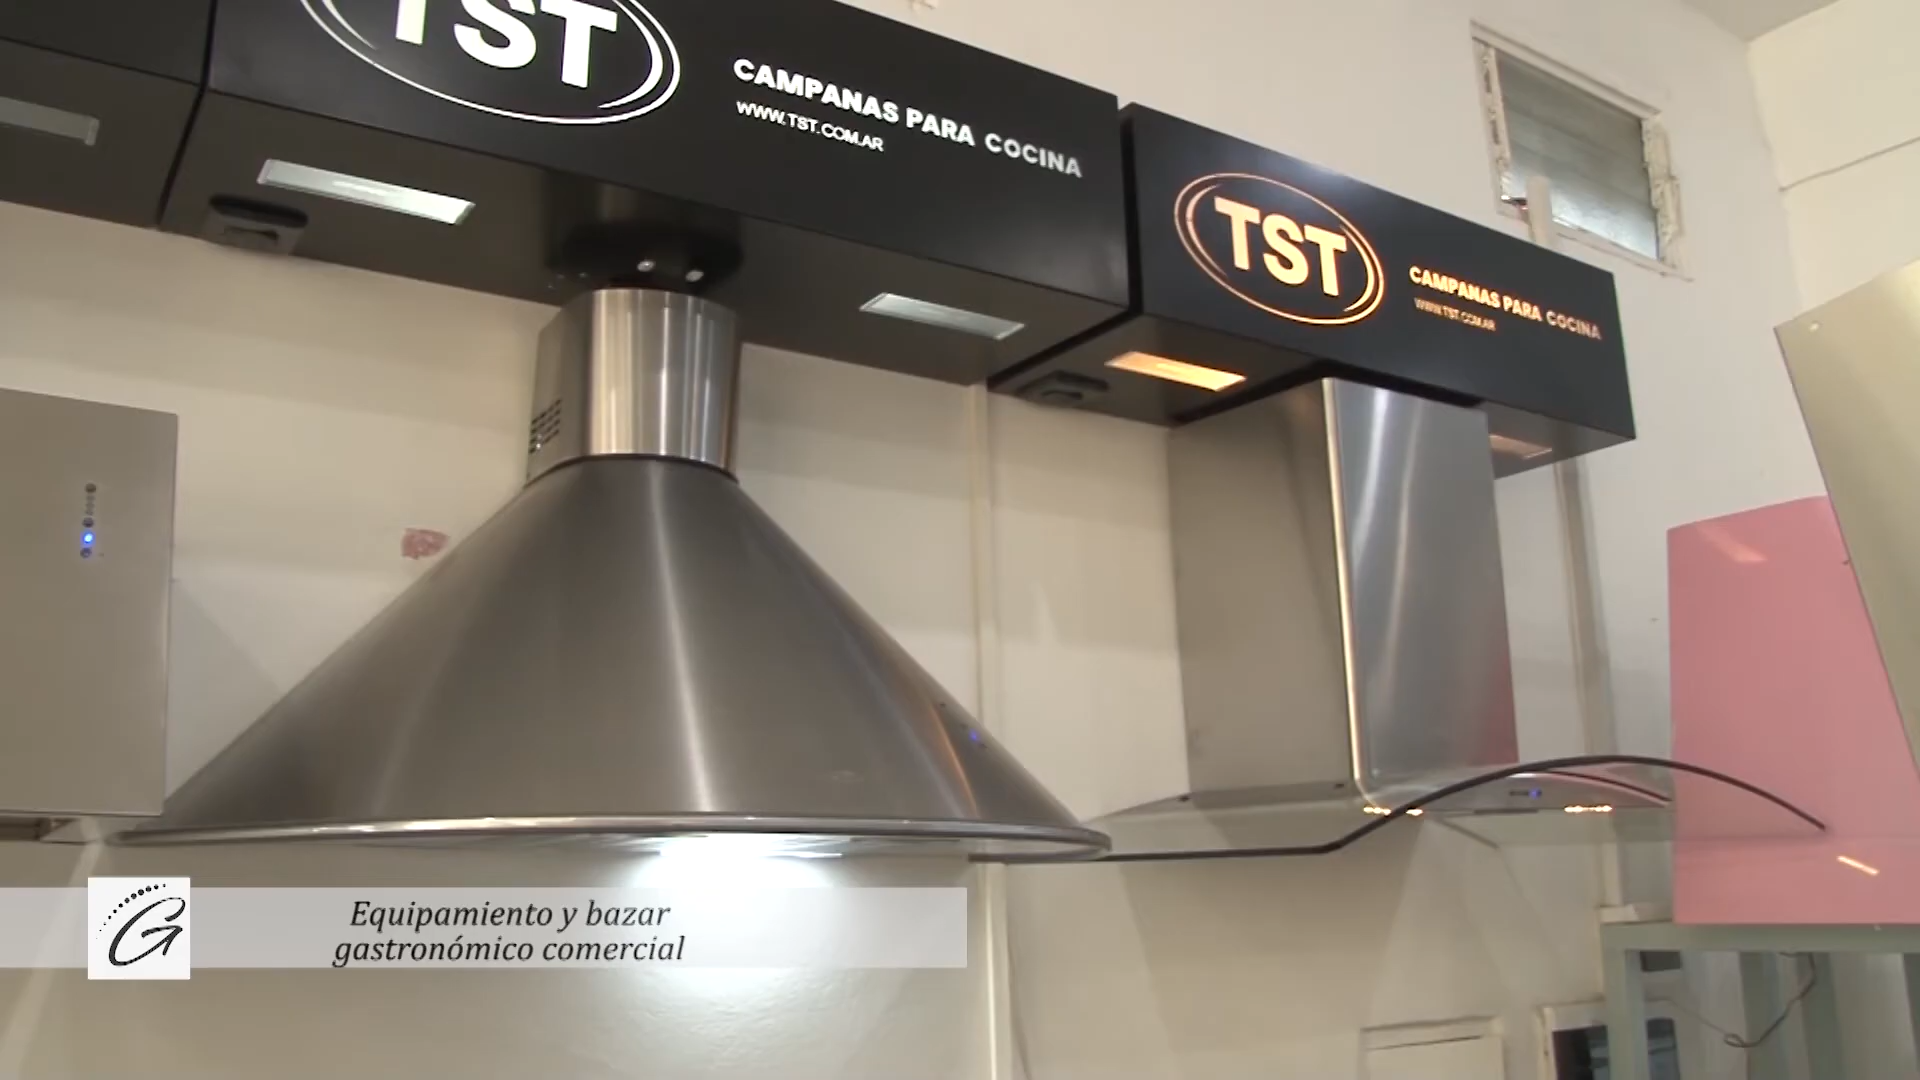 TST
CAMPANAS PARA COCINA
WWW.TST.COM.AR
TST
CAMPANAS PARA COCINA
WWW.TST.COM.AR
G
Equipamiento y bazar
gastronómico comercial